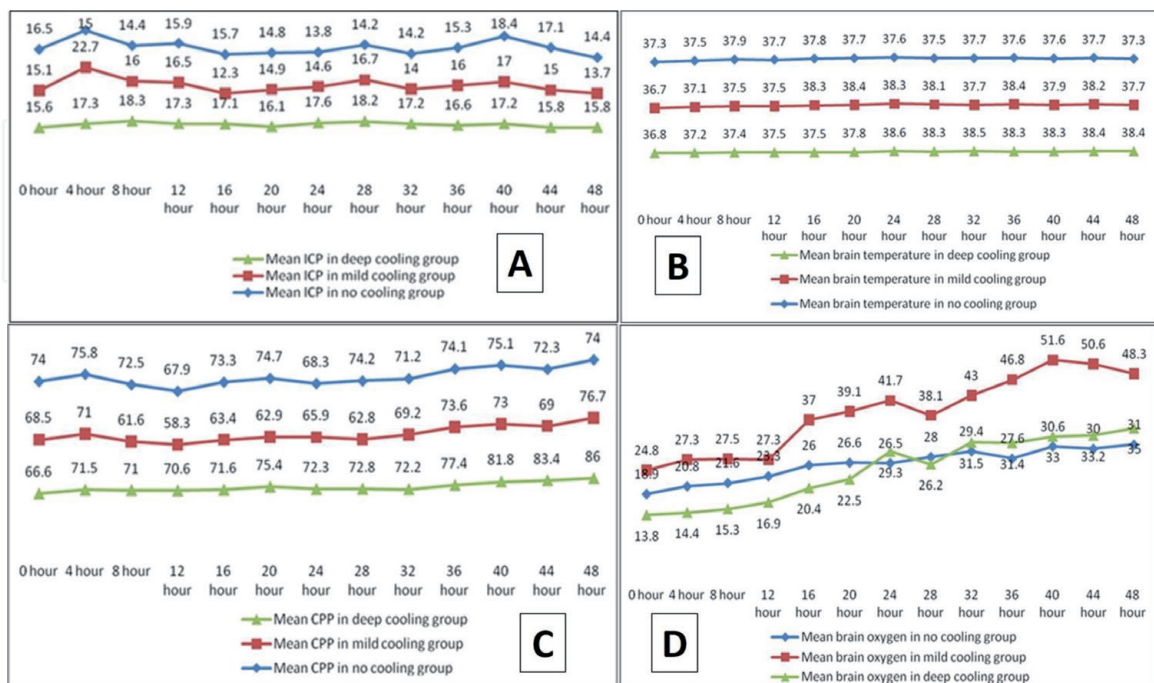 16.5 15 14.4 15.9 15.7 14.8 13.8 14.2 14.2 15.3 18.4 17.1 14.4
15.1 22.7 16 16.5 12.3 14.9 14.6 16.7 14 16 17 15 13.7
15.6 17.3 18.3 17.3 17.1 16.1 17.6 18.2 17.2 16.6 17.2 15.8 15.8
0 hour 4 hour 8 hour 12 16 20 24 28 32 36 40 44 48
hour hour hour hour hour hour hour hour hour hour
Mean ICP in deep cooling group
Mean ICP in mild cooling group
Mean ICP in no cooling group
A
37.3 37.5 37.9 37.7 37.8 37.7 37.6 37.5 37.7 37.6 37.6 37.7 37.3
36.7 37.1 37.5 37.5 38.3 38.4 38.3 38.1 37.7 38.4 37.9 38.2 37.7
36.8 37.2 37.4 37.5 37.5 37.8 38.6 38.3 38.5 38.3 38.3 38.4 38.4
0 hour 4 hour 8 hour 12 16 20 24 28 32 36 40 44 48
hour hour hour hour hour hour hour hour hour hour
B
Mean brain temperature in deep cooling group
Mean brain temperature in mild cooling group
Mean brain temperature in no cooling group
74 75.8 72.5 67.9 73.3 74.7 68.3 74.2 71.2 74.1 75.1 72.3 74
68.5 71 61.6 58.3 63.4 62.9 65.9 62.8 69.2 73.6 73 69 76.7
66.6 71.5 71 70.6 71.6 75.4 72.3 72.8 72.2 77.4 81.8 83.4 86
0 hour 4 hour 8 hour 12 16 20 24 28 32 36 40 44 48
hour hour hour hour hour hour hour hour hour hour
Mean CPP in deep cooling group
Mean CPP in mild cooling group
Mean CPP in no cooling group
C
24.8 27.3 27.5 27.3 37 39.1 41.7 38.1 43 46.8 51.6 50.6 48.3
18.9 20.8 21.6 23.3 26 26.6 26.5 28 29.4 27.6 30.6 30 31
13.8 14.4 15.3 16.9 20.4 22.5 29.3 26.2 31.5 31.4 33 33.2 35
0 hour 4 hour 8 hour 12 16 20 24 28 32 36 40 44 48
hour hour hour hour hour hour hour hour hour hour
D
Mean brain oxygen in no cooling group
Mean brain oxygen in mild cooling group
Mean brain oxygen in deep cooling group